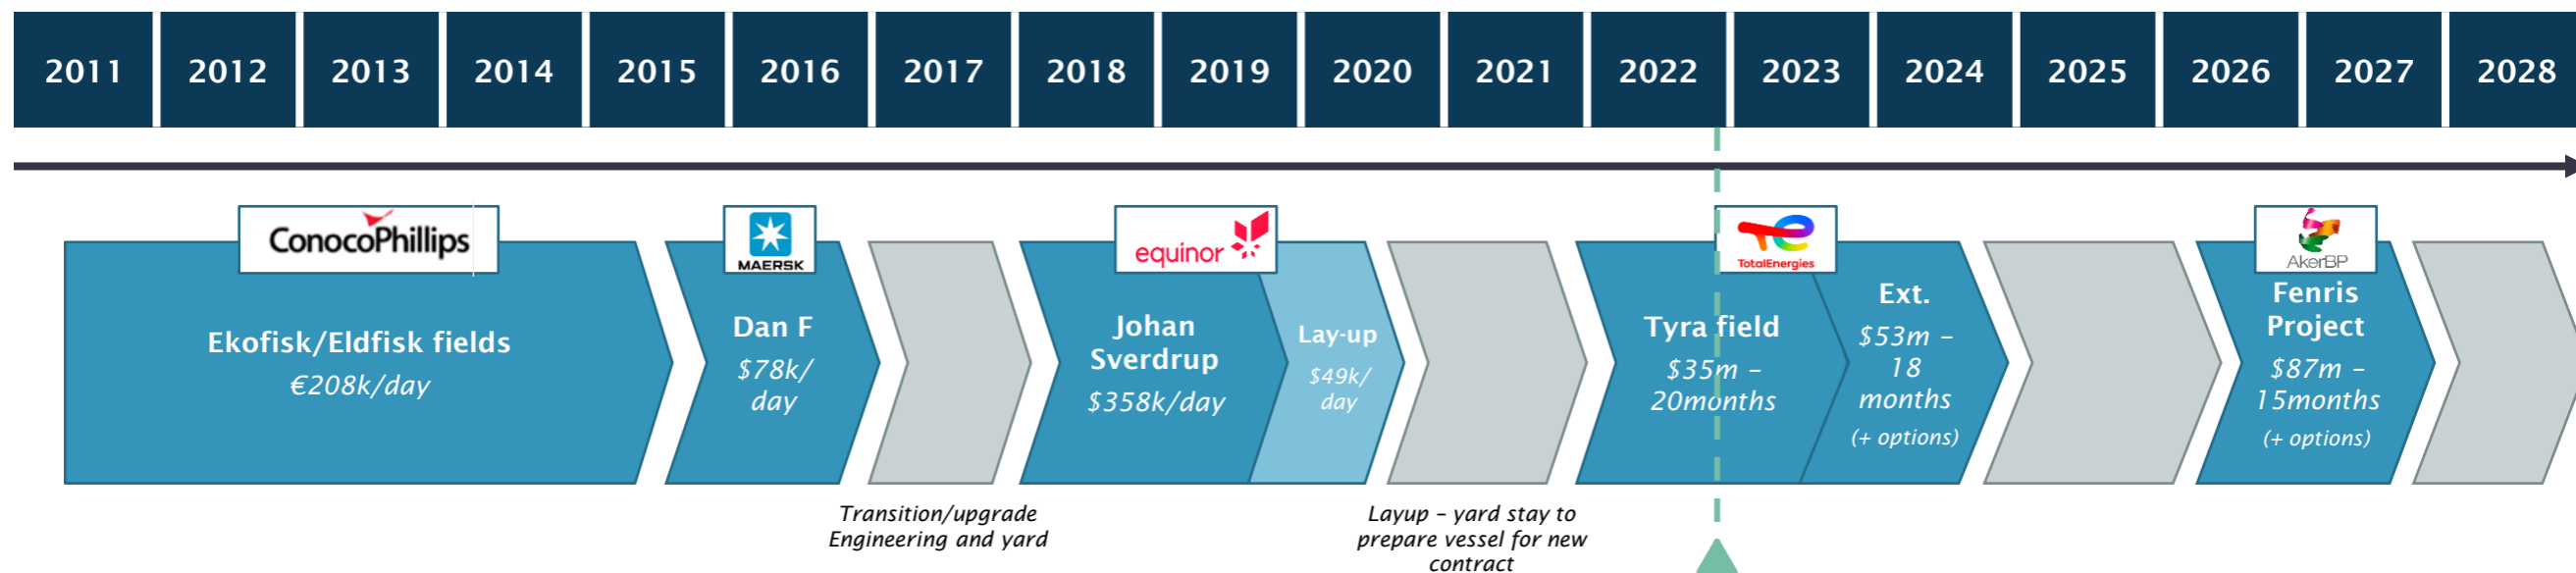 2011 2012 2013 2014 2015 2016 2017 2018 2019 2020 2021 2022 2023 2024 2025 2026 2027 2028
ConocoPhillips
Ekofisk/Eldfisk fields
€208k/day
MAERSK
Dan F
$78k/
day
Transition/upgrade
Engineering and yard
equinor
Johan
Sverdrup
$358k/day
Lay-up
$49k/
day
Layup – yard stay to
prepare vessel for new
contract
TotalEnergies
Tyra field
$35m –
20months
Ext.
$53m –
18
months
(+ options)
AkerBP
Fenris
Project
$87m –
15months
(+ options)